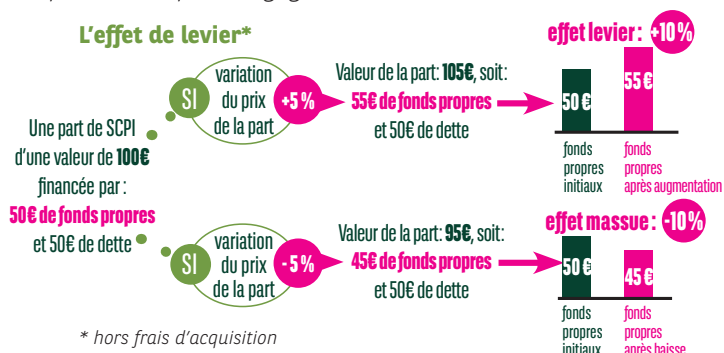 L'effet de levier*
effet levier : +10%
SI
variation
du prix
de la part
+5 %
Valeur de la part: 105€, soit:
55€ de fonds propres
et 50€ de dette
50 €
55 €
fonds
propres
initiaux
fonds
propres
après augmentation
Une part de SCPI
d'une valeur de 100€
financée par :
50€ de fonds propres
et 50€ de dette
effet massue : -10%
SI
variation
du prix
de la part
-5 %
Valeur de la part: 95€, soit:
45€ de fonds propres
et 50€ de dette
50 €
45 €
fonds
propres
initiaux
fonds
propres
après baisse
* hors frais d'acquisition